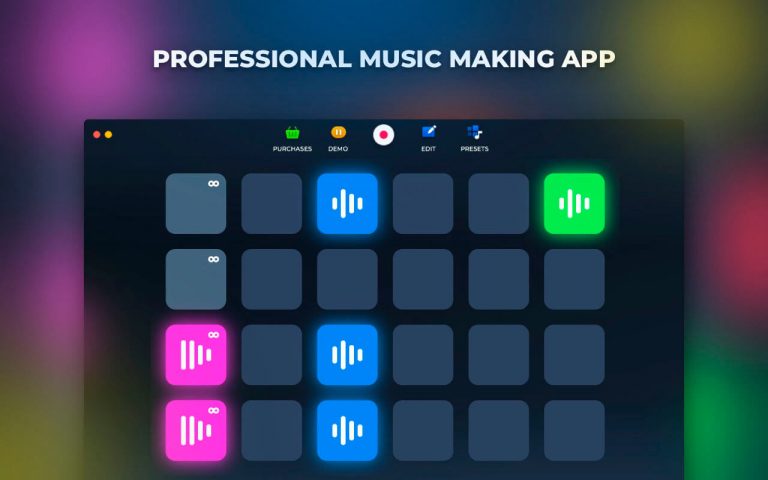 PROFESSIONAL MUSIC MAKING APP
PURCHASES
DEMO
EDIT
PRESETS